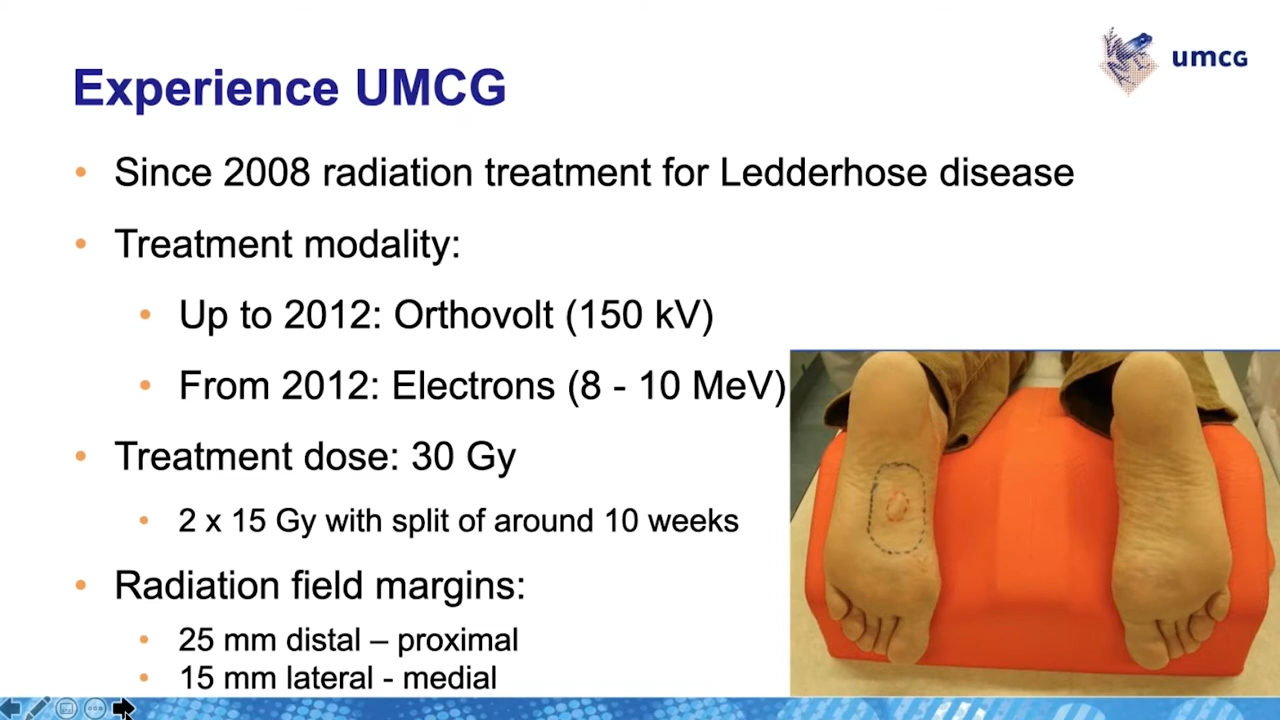 umcg
Experience UMCG
• Since 2008 radiation treatment for Ledderhose disease
• Treatment modality:
• Up to 2012: Orthovolt (150 kV)
• From 2012: Electrons (8 - 10 MeV)
• Treatment dose: 30 Gy
• 2 x 15 Gy with split of around 10 weeks
• Radiation field margins:
• 25 mm distal – proximal
• 15 mm lateral - medial